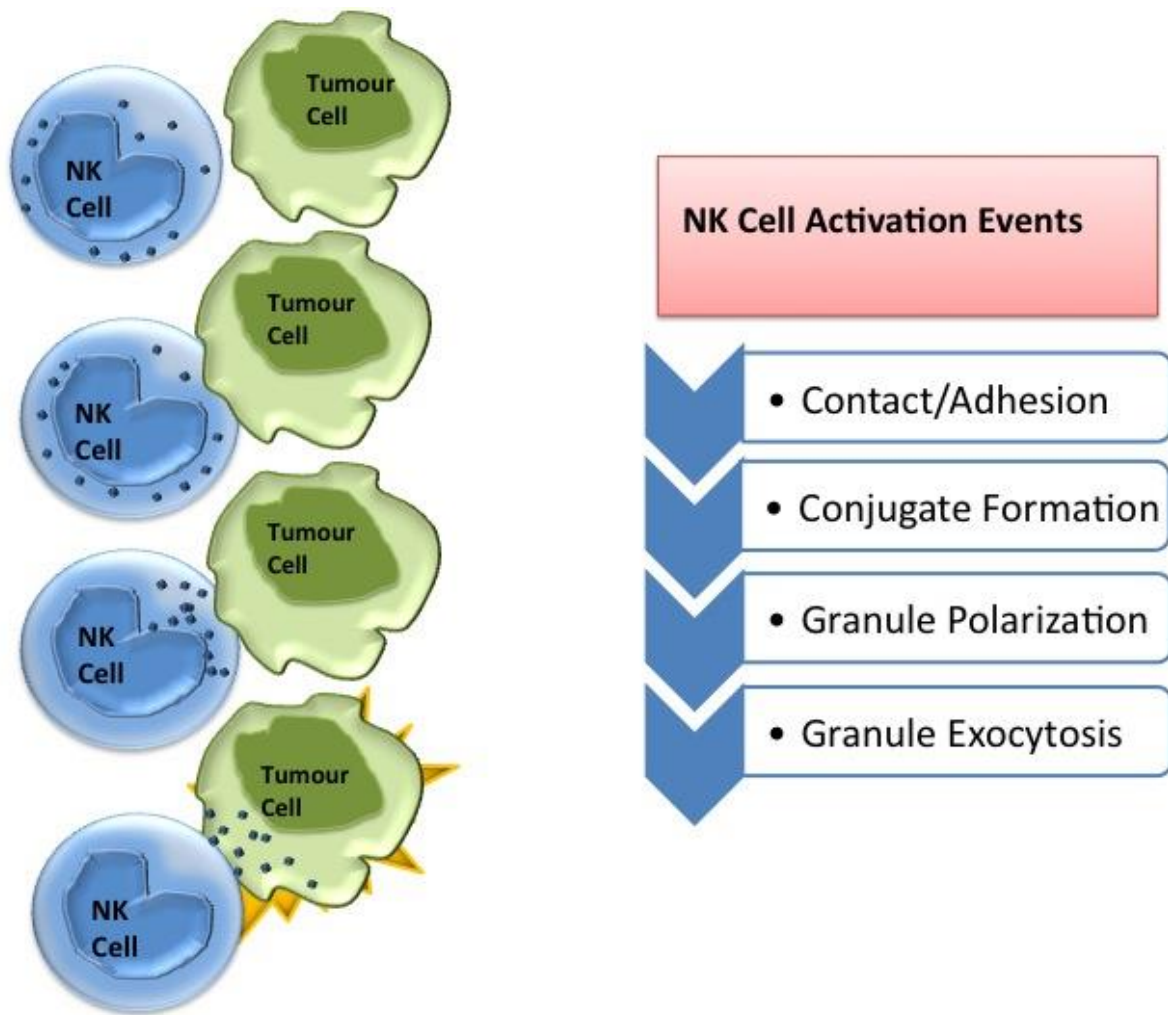 Tumour
Cell
NK
Cell
Tumour
Cell
NK
Cell
Tumour
Cell
NK
Cell
Tumour
Cell
NK
Cell
NK Cell Activation Events
• Contact/Adhesion
• Conjugate Formation
• Granule Polarization
• Granule Exocytosis